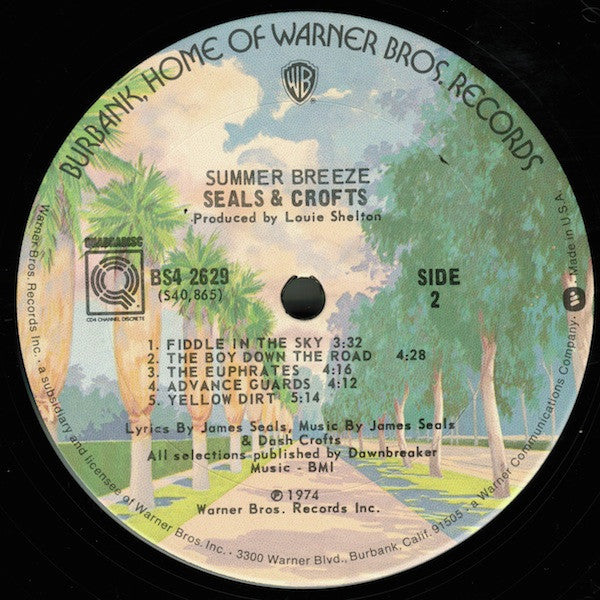 BURBANK, HOME OF WARNER BROS. RECORDS
WB
SUMMER BREEZE
SEALS & CROFTS
Produced by Louie Shelton
QUADRADISC
CD4 CHANNEL DISCRETE
BS4 2629
(S40,865)
SIDE
2
1. FIDDLE IN THE SKY 3:32
2. THE BOY DOWN THE ROAD 4:28
3. THE EUPHRATES 4:16
4. ADVANCE GUARDS 4:12
5. YELLOW DIRT 5:14
Lyrics By James Seals, Music By James Seals
& Dash Crofts
All selections published by Dawnbreaker
Music - BMI
℗ 1974
Warner Bros. Records Inc.
Warner Bros. Records Inc. · a subsidiary and licensee of Warner Bros. Inc. · 3300 Warner Blvd., Burbank, Calif. 91505 · a Warner Communications Company. · Made in U.S.A.